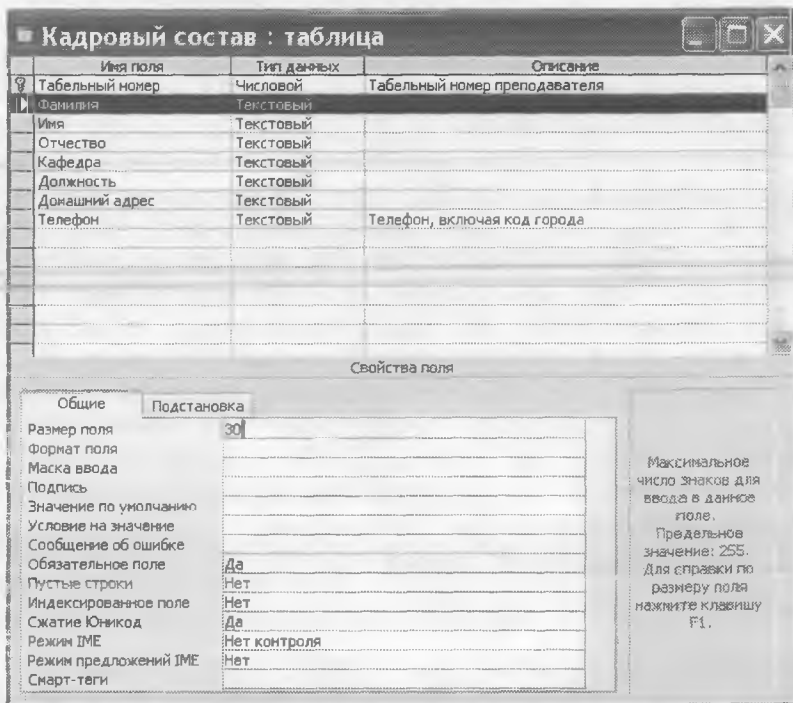 Кадровый состав : таблица
Имя поля Тип данных Описание
Табельный номер Числовой Табельный номер преподавателя
Фамилия Текстовый
Имя Текстовый
Отчество Текстовый
Кафедра Текстовый
Должность Текстовый
Домашний адрес Текстовый
Телефон Текстовый Телефон, включая код города
Свойства поля
Общие Подстановка
Размер поля 30
Формат поля
Маска ввода
Подпись
Значение по умолчанию
Условие на значение
Сообщение об ошибке
Обязательное поле Да
Пустые строки Нет
Индексированное поле Нет
Сжатие Юникод Да
Режим IME Нет контроля
Режим предложений IME Нет
Смарт-теги
Максимальное
число знаков для
ввода в данное
поле.
Предельное
значение: 255.
Для справки по
размеру поля
нажмите клавишу
F1.